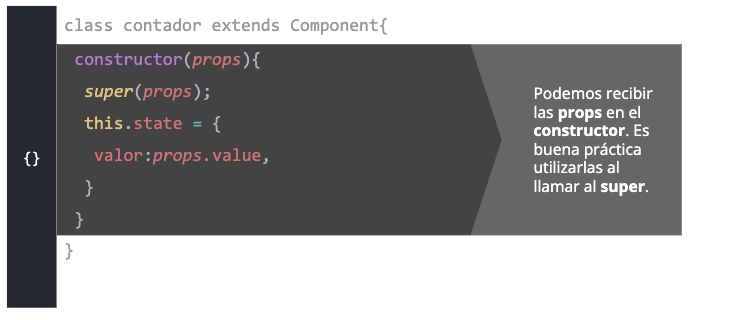 class contador extends Component{
constructor(props){
super(props);
this.state = {
{}
valor:props.value,
}
}
}
Podemos recibir
las props en el
constructor. Es
buena práctica
utilizarlas al
llamar al super.